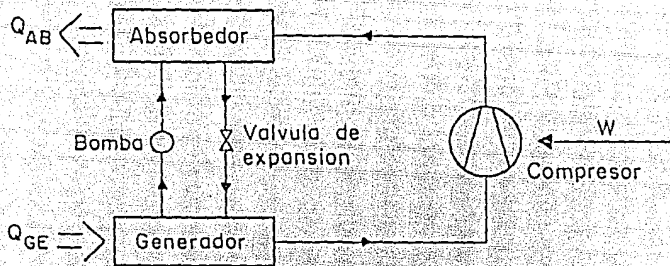 Q_AB
Absorbedor
Bomba
Valvula de
expansion
W
Compresor
Q_GE
Generador